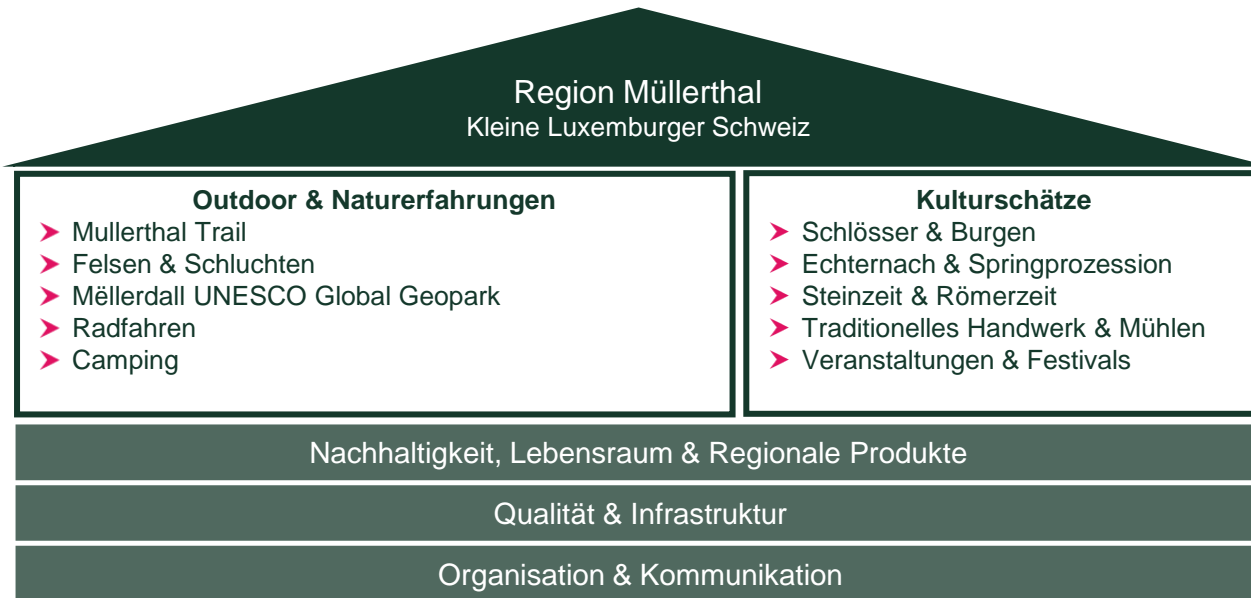 Region Müllerthal
Kleine Luxemburger Schweiz
Outdoor & Naturerfahrungen
Mullerthal Trail
Felsen & Schluchten
Mëllerdall UNESCO Global Geopark
Radfahren
Camping
Kulturschätze
Schlösser & Burgen
Echternach & Springprozession
Steinzeit & Römerzeit
Traditionelles Handwerk & Mühlen
Veranstaltungen & Festivals
Nachhaltigkeit, Lebensraum & Regionale Produkte
Qualität & Infrastruktur
Organisation & Kommunikation